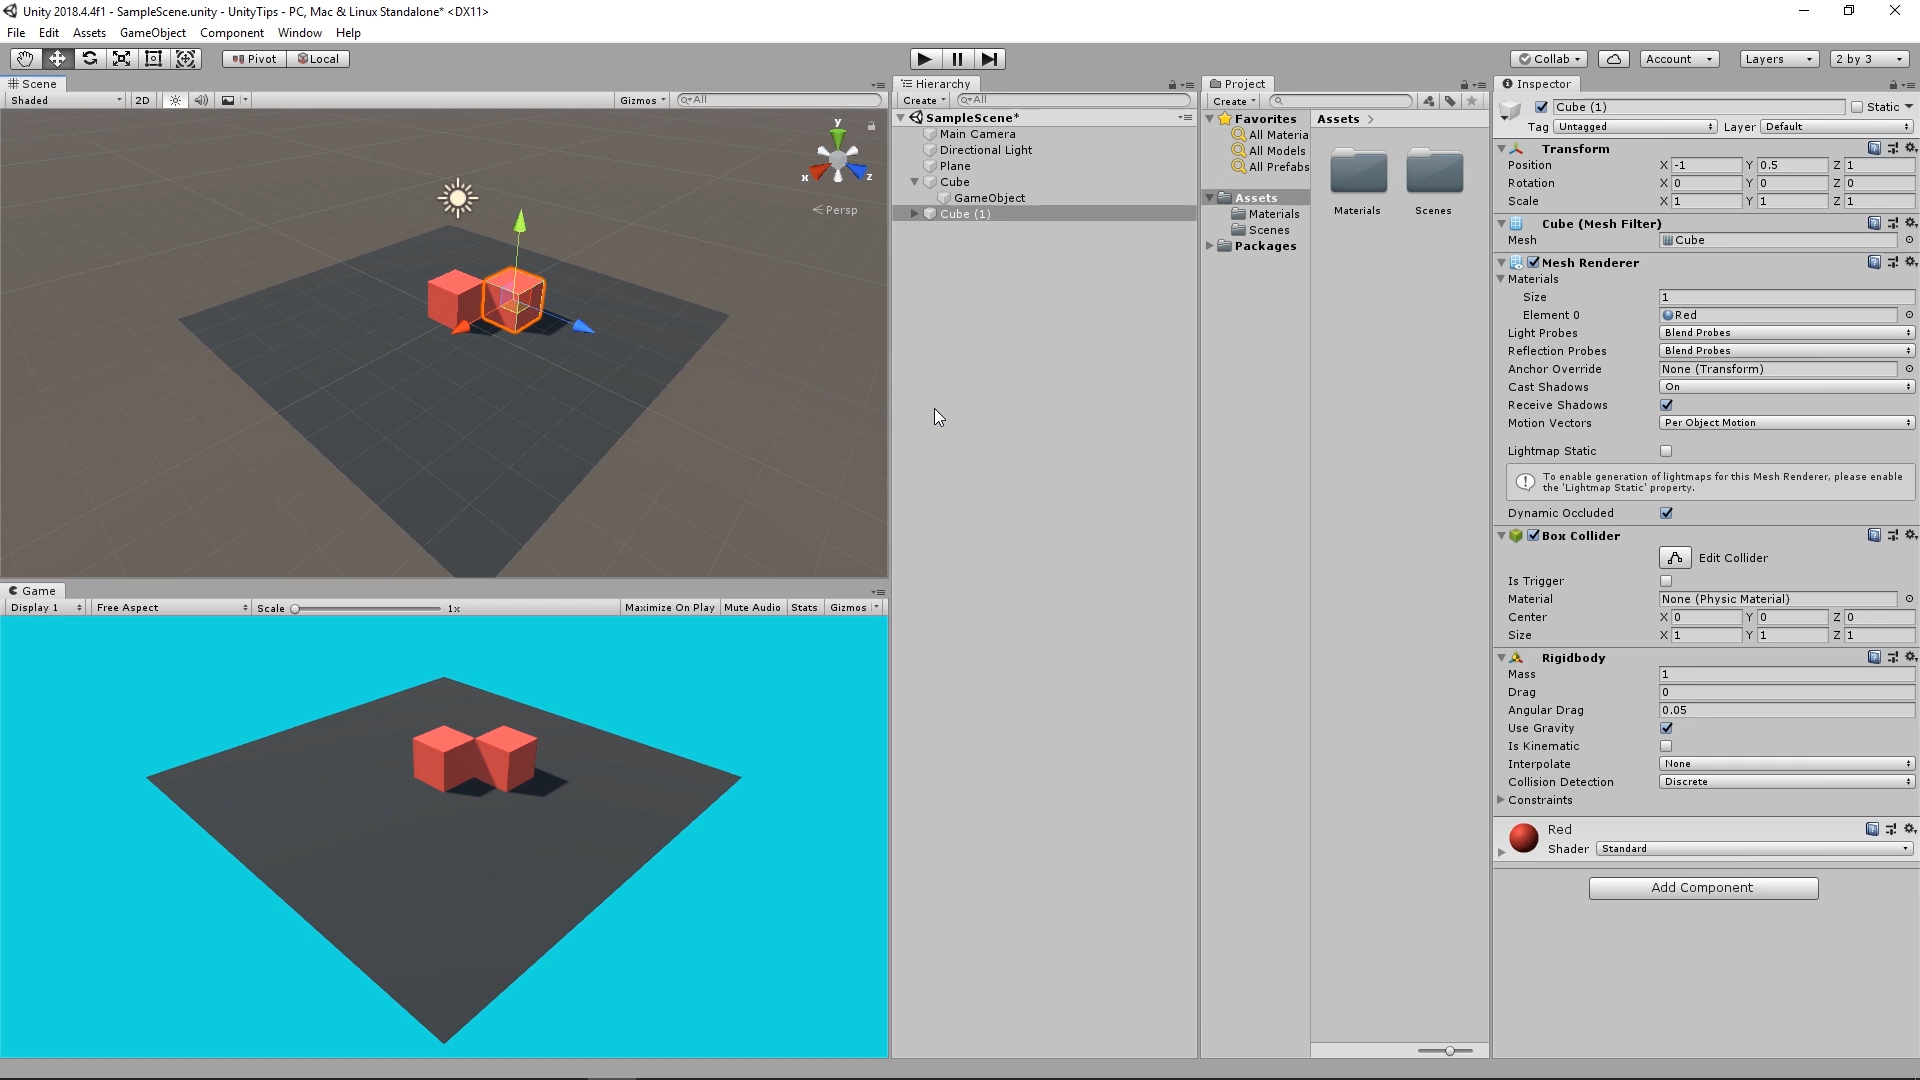 Unity 2018.4.4f1 - SampleScene.unity - UnityTips - PC, Mac & Linux Standalone* <DX11>
File Edit Assets GameObject Component Window Help
Pivot Local Collab Account Layers 2 by 3
Scene
Shaded 2D Gizmos All
y
x z
Persp
Game
Display 1 Free Aspect Scale 1x Maximize On Play Mute Audio Stats Gizmos
Hierarchy
Create All
SampleScene*
Main Camera
Directional Light
Plane
Cube
GameObject
Cube (1)
Project
Create
Favorites
All Materia
All Models
All Prefabs
Assets
Materials
Scenes
Packages
Assets
Materials Scenes
Inspector
Cube (1) Static
Tag Untagged Layer Default
Transform
Position X -1 Y 0.5 Z 1
Rotation X 0 Y 0 Z 0
Scale X 1 Y 1 Z 1
Cube (Mesh Filter)
Mesh Cube
Mesh Renderer
Materials
Size 1
Element 0 Red
Light Probes Blend Probes
Reflection Probes Blend Probes
Anchor Override None (Transform)
Cast Shadows On
Receive Shadows
Motion Vectors Per Object Motion
Lightmap Static
To enable generation of lightmaps for this Mesh Renderer, please enable
the 'Lightmap Static' property.
Dynamic Occluded
Box Collider
Edit Collider
Is Trigger
Material None (Physic Material)
Center X 0 Y 0 Z 0
Size X 1 Y 1 Z 1
Rigidbody
Mass 1
Drag 0
Angular Drag 0.05
Use Gravity
Is Kinematic
Interpolate None
Collision Detection Discrete
Constraints
Red
Shader Standard
Add Component